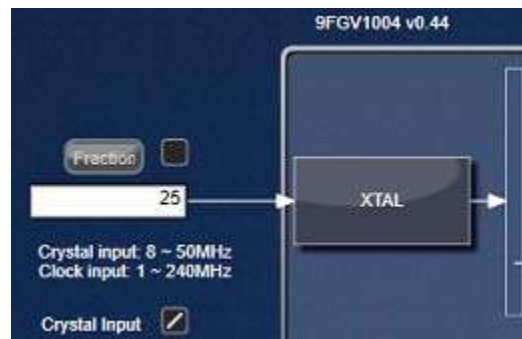 9FGV1004 v0.44
Fraction
25
XTAL
Crystal input: 8 ~ 50MHz
Clock input: 1 ~ 240MHz
Crystal Input